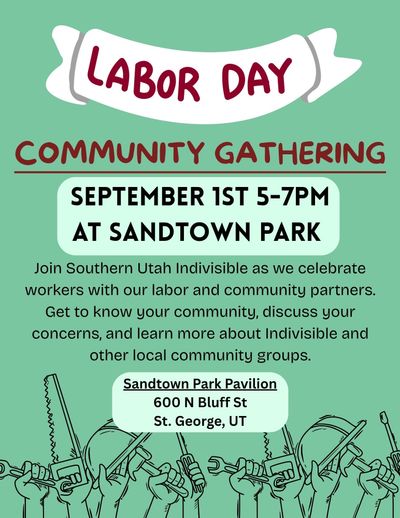 LABOR DAY
COMMUNITY GATHERING
SEPTEMBER 1ST 5-7PM
AT SANDTOWN PARK
Join Southern Utah Indivisible as we celebrate
workers with our labor and community partners.
Get to know your community, discuss your
concerns, and learn more about Indivisible and
other local community groups.
Sandtown Park Pavilion
600 N Bluff St
St. George, UT